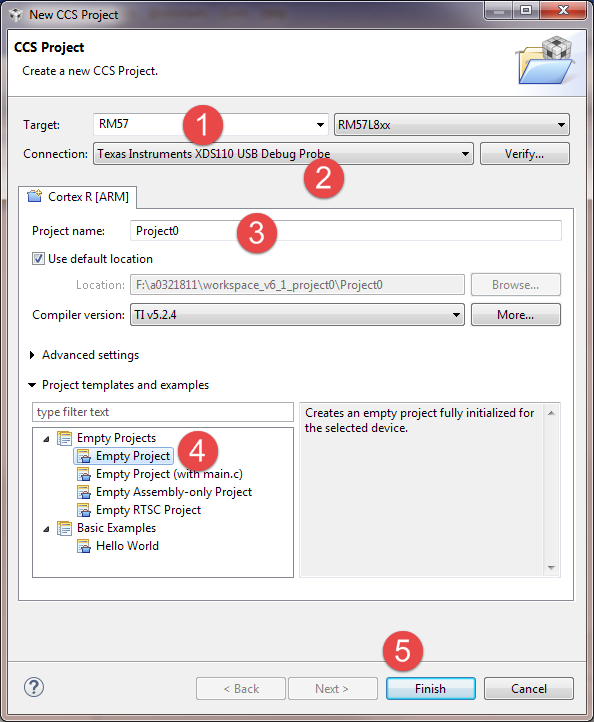 New CCS Project
CCS Project
Create a new CCS Project.
Target: RM57 1 RM57L8xx
Connection: Texas Instruments XDS110 USB Debug Probe Verify...
2
Cortex R [ARM]
Project name: Project0 3
Use default location
Location: F:\a0321811\workspace_v6_1_project0\Project0 Browse...
Compiler version: TI v5.2.4 More...
Advanced settings
Project templates and examples
type filter text
Creates an empty project fully initialized for
the selected device.
Empty Projects
Empty Project 4
Empty Project (with main.c)
Empty Assembly-only Project
Empty RTSC Project
Basic Examples
Hello World
5
? < Back Next > Finish Cancel